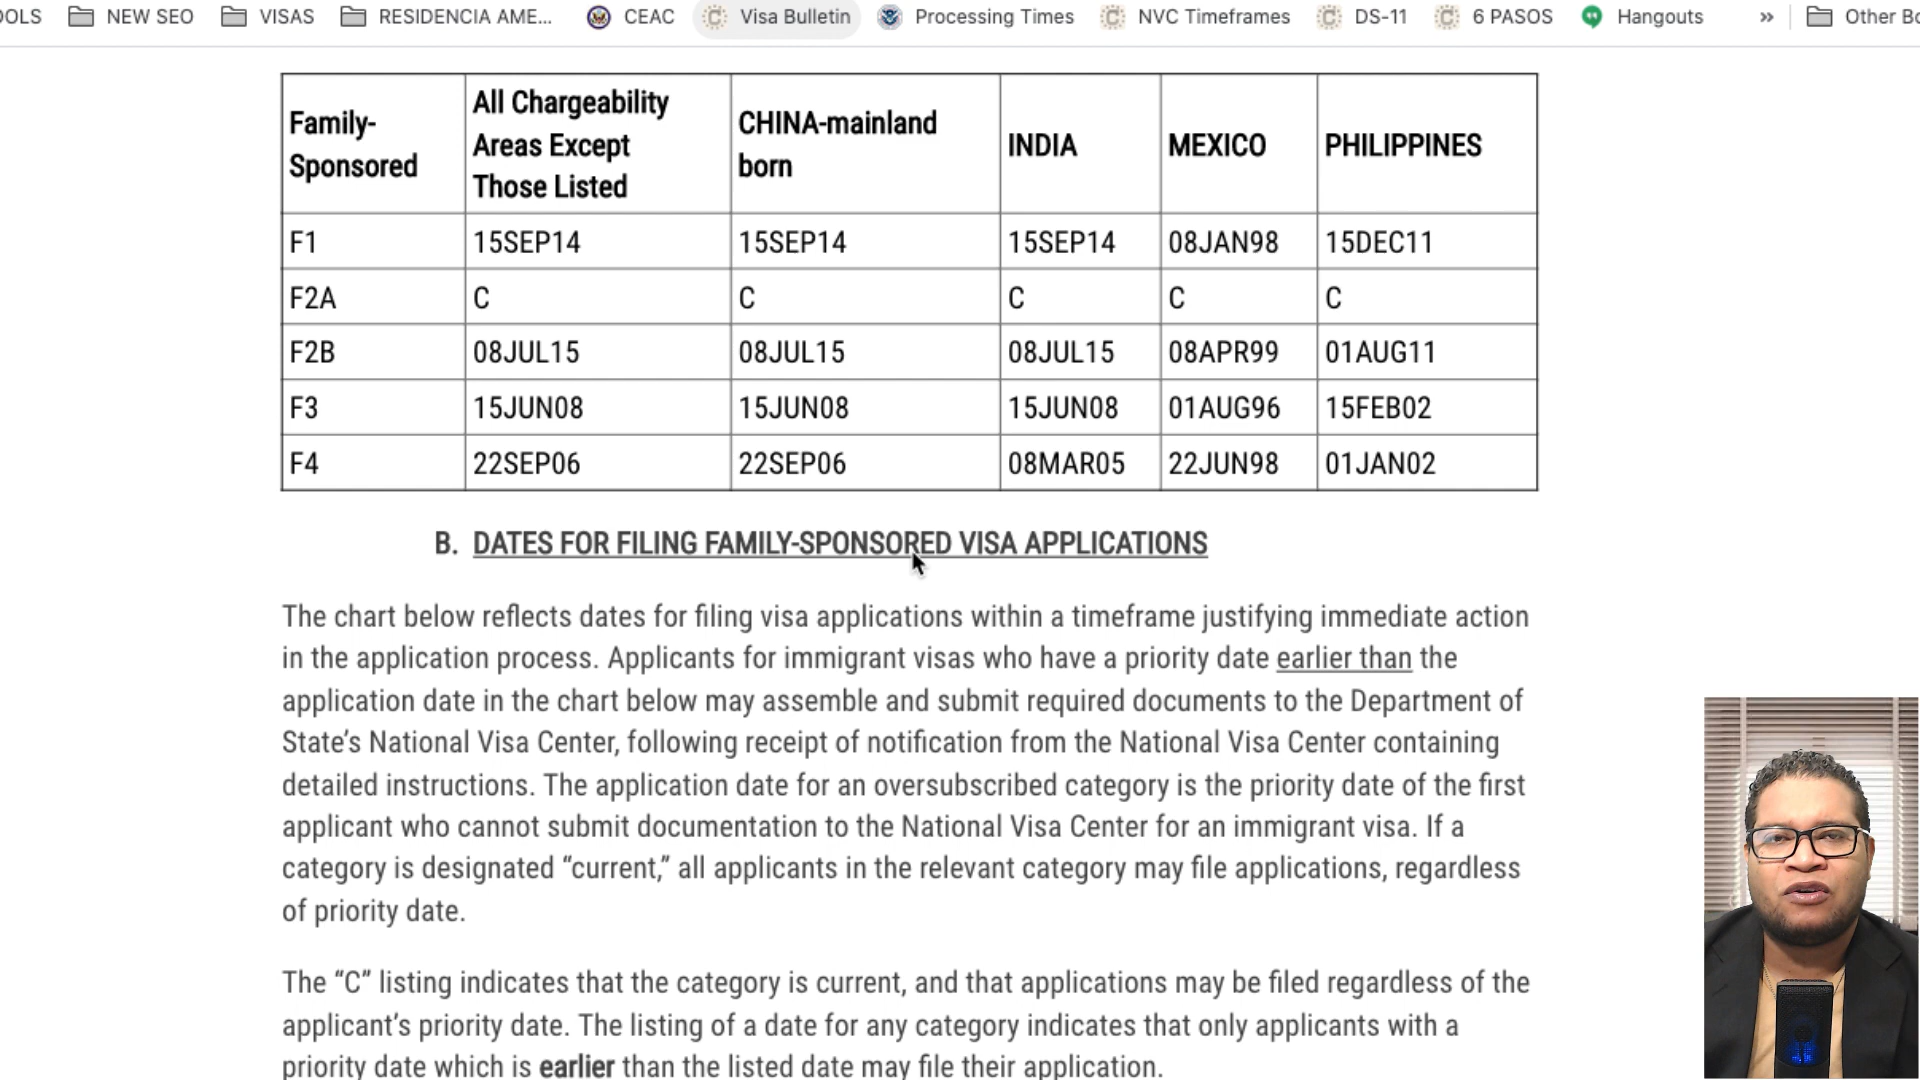 OOLS NEW SEO VISAS RESIDENCIA AME... CEAC Visa Bulletin Processing Times NVC Timeframes DS-11 6 PASOS Hangouts » Other Bo
Family-Sponsored All Chargeability Areas Except Those Listed CHINA-mainland born INDIA MEXICO PHILIPPINES
F1 15SEP14 15SEP14 15SEP14 08JAN98 15DEC11
F2A C C C C C
F2B 08JUL15 08JUL15 08JUL15 08APR99 01AUG11
F3 15JUN08 15JUN08 15JUN08 01AUG96 15FEB02
F4 22SEP06 22SEP06 08MAR05 22JUN98 01JAN02
B. DATES FOR FILING FAMILY-SPONSORED VISA APPLICATIONS
The chart below reflects dates for filing visa applications within a timeframe justifying immediate action
in the application process. Applicants for immigrant visas who have a priority date earlier than the
application date in the chart below may assemble and submit required documents to the Department of
State’s National Visa Center, following receipt of notification from the National Visa Center containing
detailed instructions. The application date for an oversubscribed category is the priority date of the first
applicant who cannot submit documentation to the National Visa Center for an immigrant visa. If a
category is designated “current,” all applicants in the relevant category may file applications, regardless
of priority date.
The “C” listing indicates that the category is current, and that applications may be filed regardless of the
applicant’s priority date. The listing of a date for any category indicates that only applicants with a
priority date which is earlier than the listed date may file their application.